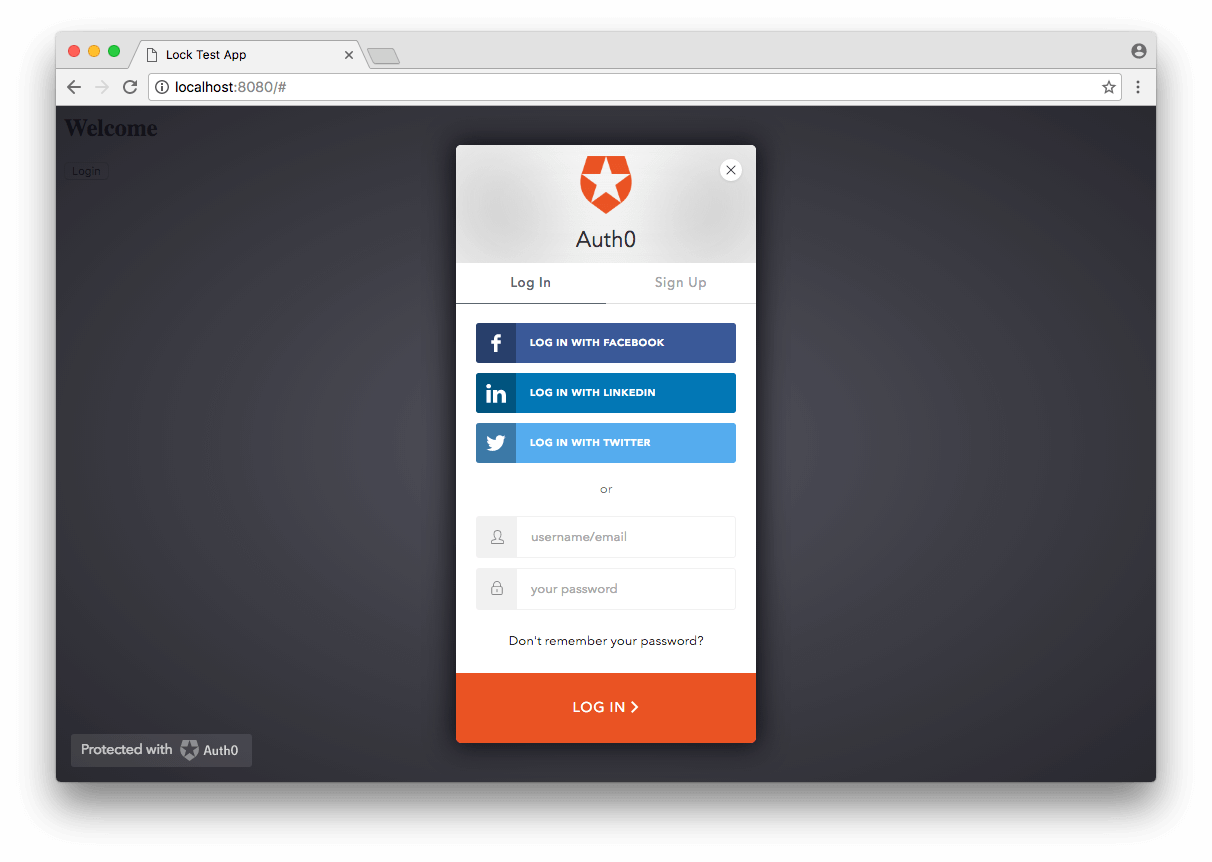 Lock Test App
localhost:8080/#
Welcome
Login
Auth0
Log In
Sign Up
LOG IN WITH FACEBOOK
LOG IN WITH LINKEDIN
LOG IN WITH TWITTER
or
username/email
your password
Don't remember your password?
LOG IN
Protected with Auth0